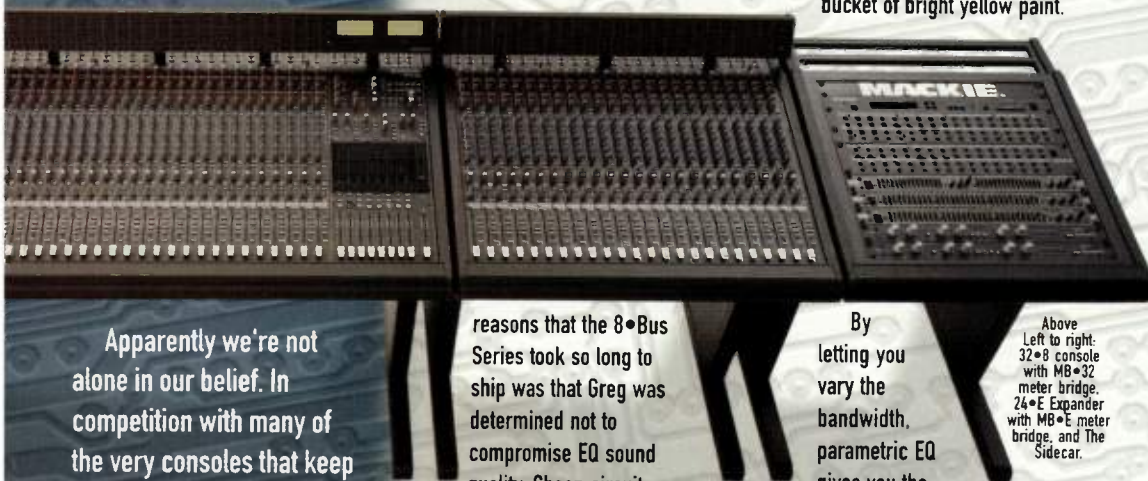 bucket of bright yellow paint.
MACKIE.
Apparently we're not
alone in our belief. In
competition with many of
the very consoles that keep
reasons that the 8•Bus
Series took so long to
ship was that Greg was
determined not to
compromise EQ sound
By
letting you
vary the
bandwidth,
parametric EQ
gives you the
Above
Left to right:
32•8 console
with MB•32
meter bridge,
24•E Expander
with MB•E meter
bridge, and The
Sidecar.